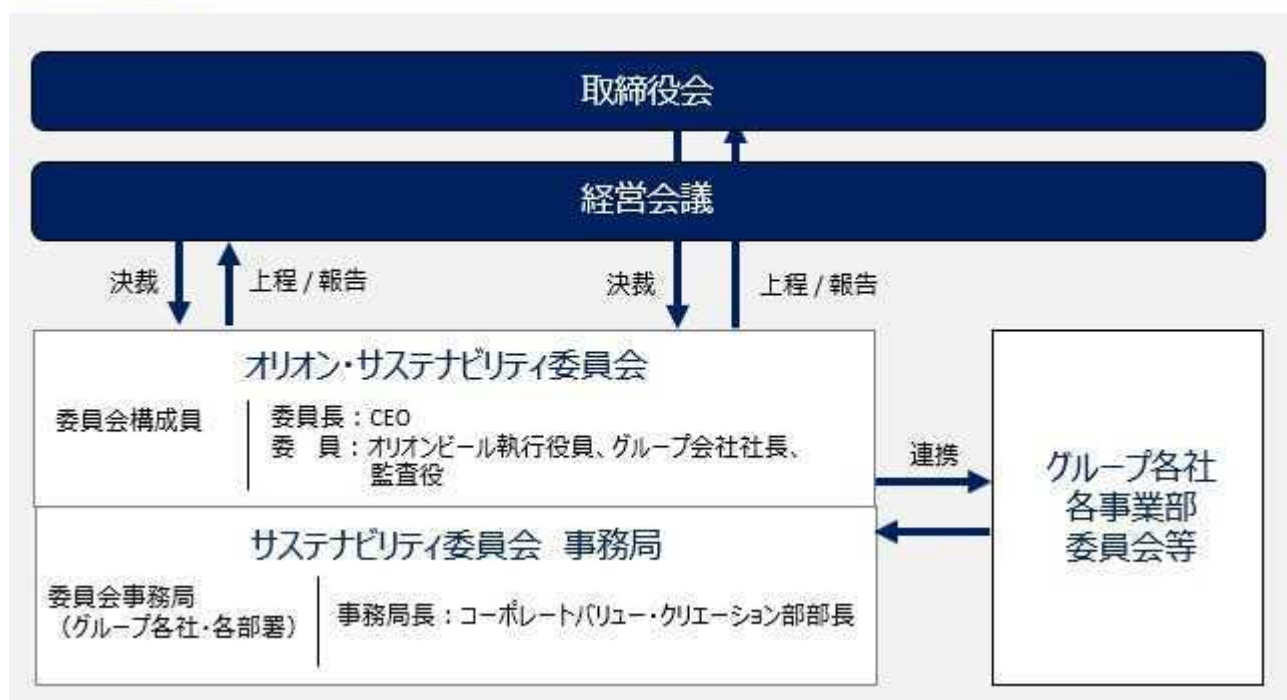 取締役会
経営会議
決裁
上程 / 報告
決裁
上程 / 報告
オリオン・サステナビリティ委員会
委員会構成員
委員長：CEO
委　員：オリオンビール執行役員、グループ会社社長、
監査役
連携
グループ各社
各事業部
委員会等
サステナビリティ委員会　事務局
委員会事務局
（グループ各社・各部署）
事務局長：コーポレートバリュー・クリエーション部部長